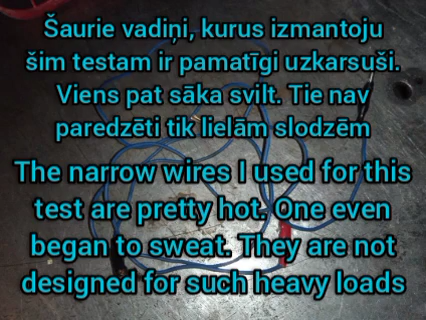 Šaurie vadiņi, kurus izmantoju
šim testam ir pamatīgi uzkarsuši.
Viens pat sāka svilt. Tie nav
paredzēti tik lielām slodzēm
The narrow wires I used for this
test are pretty hot. One even
began to sweat. They are not
designed for such heavy loads